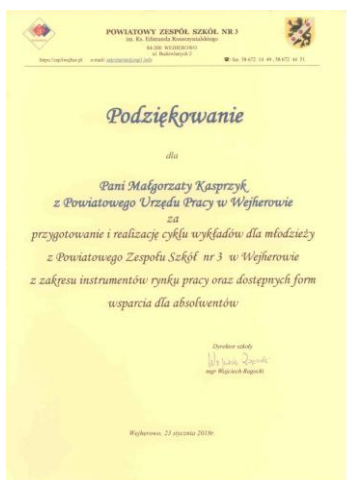 POWIATOWY ZESPÓŁ SZKÓŁ NR 3
im. Ks. Edmunda Roszczynialskiego
84-200 WEJHEROWO
ul. Budowlanych 2
Podziękowanie
dla
Pani Małgorzaty Kasprzyk
z Powiatowego Urzędu Pracy w Wejherowie
za
przygotowanie i realizację cyklu wykładów dla młodzieży
z Powiatowego Zespołu Szkół nr 3 w Wejherowie
z zakresu instrumentów rynku pracy oraz dostępnych form
wsparcia dla absolwentów
Dyrektor szkoły
mgr Wojciech Rogocki
Wejherowo, 23 stycznia 2018r.